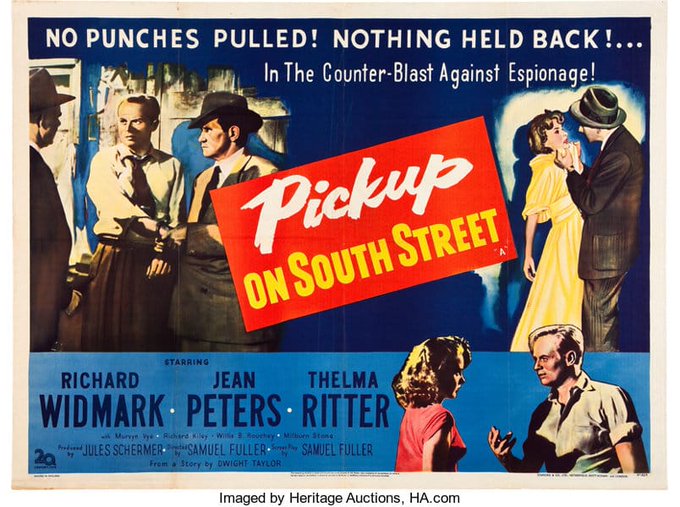 NO PUNCHES PULLED! NOTHING HELD BACK!...
In The Counter-Blast Against Espionage!
Pickup
ON SOUTH STREET
"A"
STARRING
RICHARD WIDMARK · JEAN PETERS · THELMA RITTER
with Murvyn Vye · Richard Kiley · Willis B. Bouchey · Milburn Stone
Produced by JULES SCHERMER · Directed by SAMUEL FULLER · Screen Play by SAMUEL FULLER
From a Story by DWIGHT TAYLOR
Imaged by Heritage Auctions, HA.com